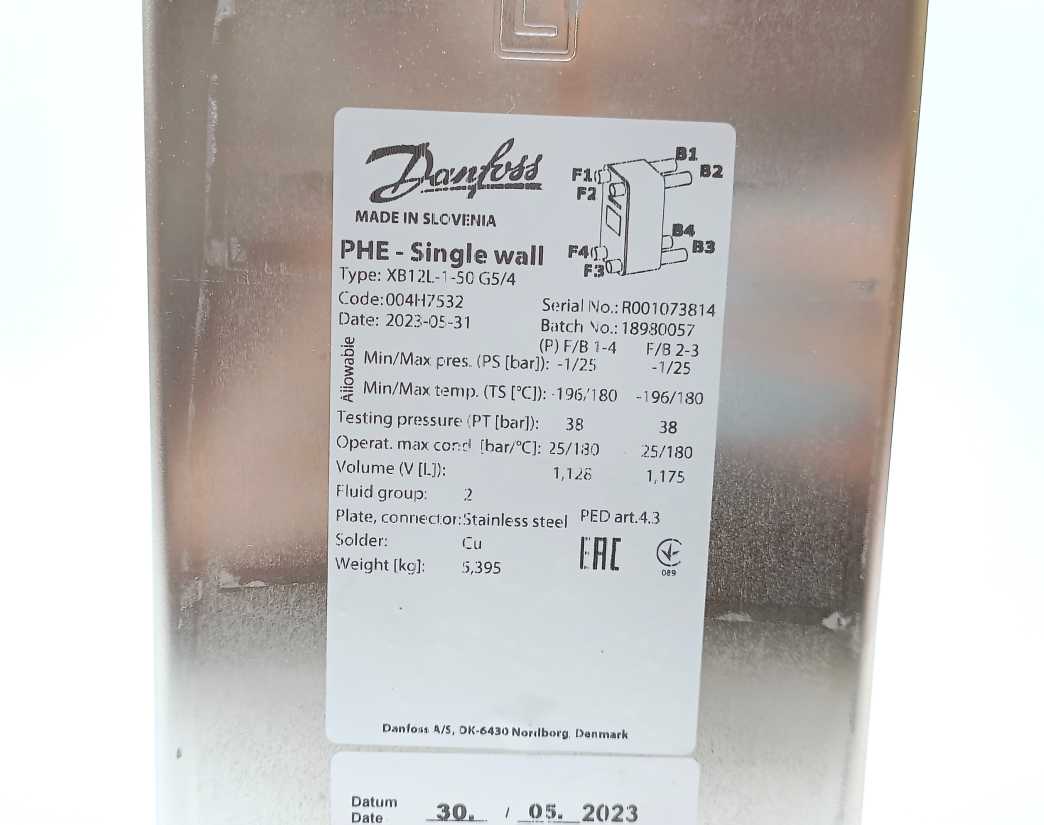 L
Danfoss
MADE IN SLOVENIA
F1 B1
F2 B2
F4 B4
F3 B3
PHE - Single wall
Type: XB12L-1-50 G5/4
Code: 004H7532 Serial No.: R001073814
Date: 2023-05-31 Batch No.: 18980057
(P) F/B 1-4 F/B 2-3
Allowable
Min/Max pres. (PS [bar]): -1/25 -1/25
Min/Max temp. (TS [°C]): -196/180 -196/180
Testing pressure (PT [bar]): 38 38
Operat. max cond. [bar/°C]: 25/180 25/180
Volume (V [L]): 1,128 1,175
Fluid group: 2
Plate, connector: Stainless steel PED art.4.3
Solder: Cu EAC
089
Weight [kg]: 5,395
Danfoss A/S, DK-6430 Nordborg, Denmark
Datum
Date 30. / 05. 2023